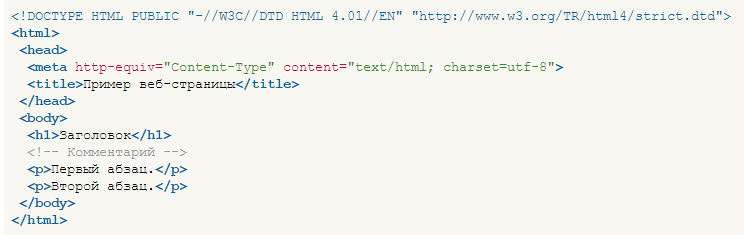 <!DOCTYPE HTML PUBLIC "-//W3C//DTD HTML 4.01//EN" "http://www.w3.org/TR/html4/strict.dtd">
<html>
<head>
<meta http-equiv="Content-Type" content="text/html; charset=utf-8">
<title>Пример веб-страницы</title>
</head>
<body>
<h1>Заголовок</h1>
<!-- Комментарий -->
<p>Первый абзац.</p>
<p>Второй абзац.</p>
</body>
</html>